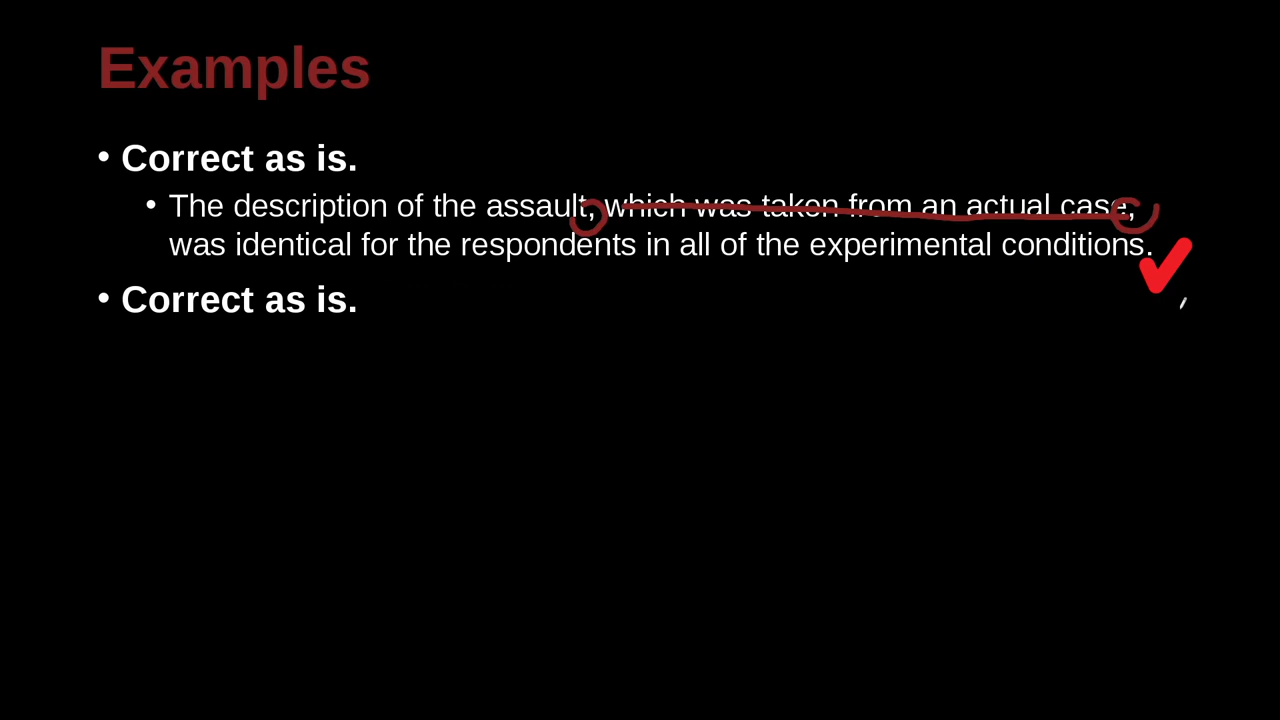 Examples
• Correct as is.
• The description of the assault, which was taken from an actual case,
was identical for the respondents in all of the experimental conditions.
• Correct as is.